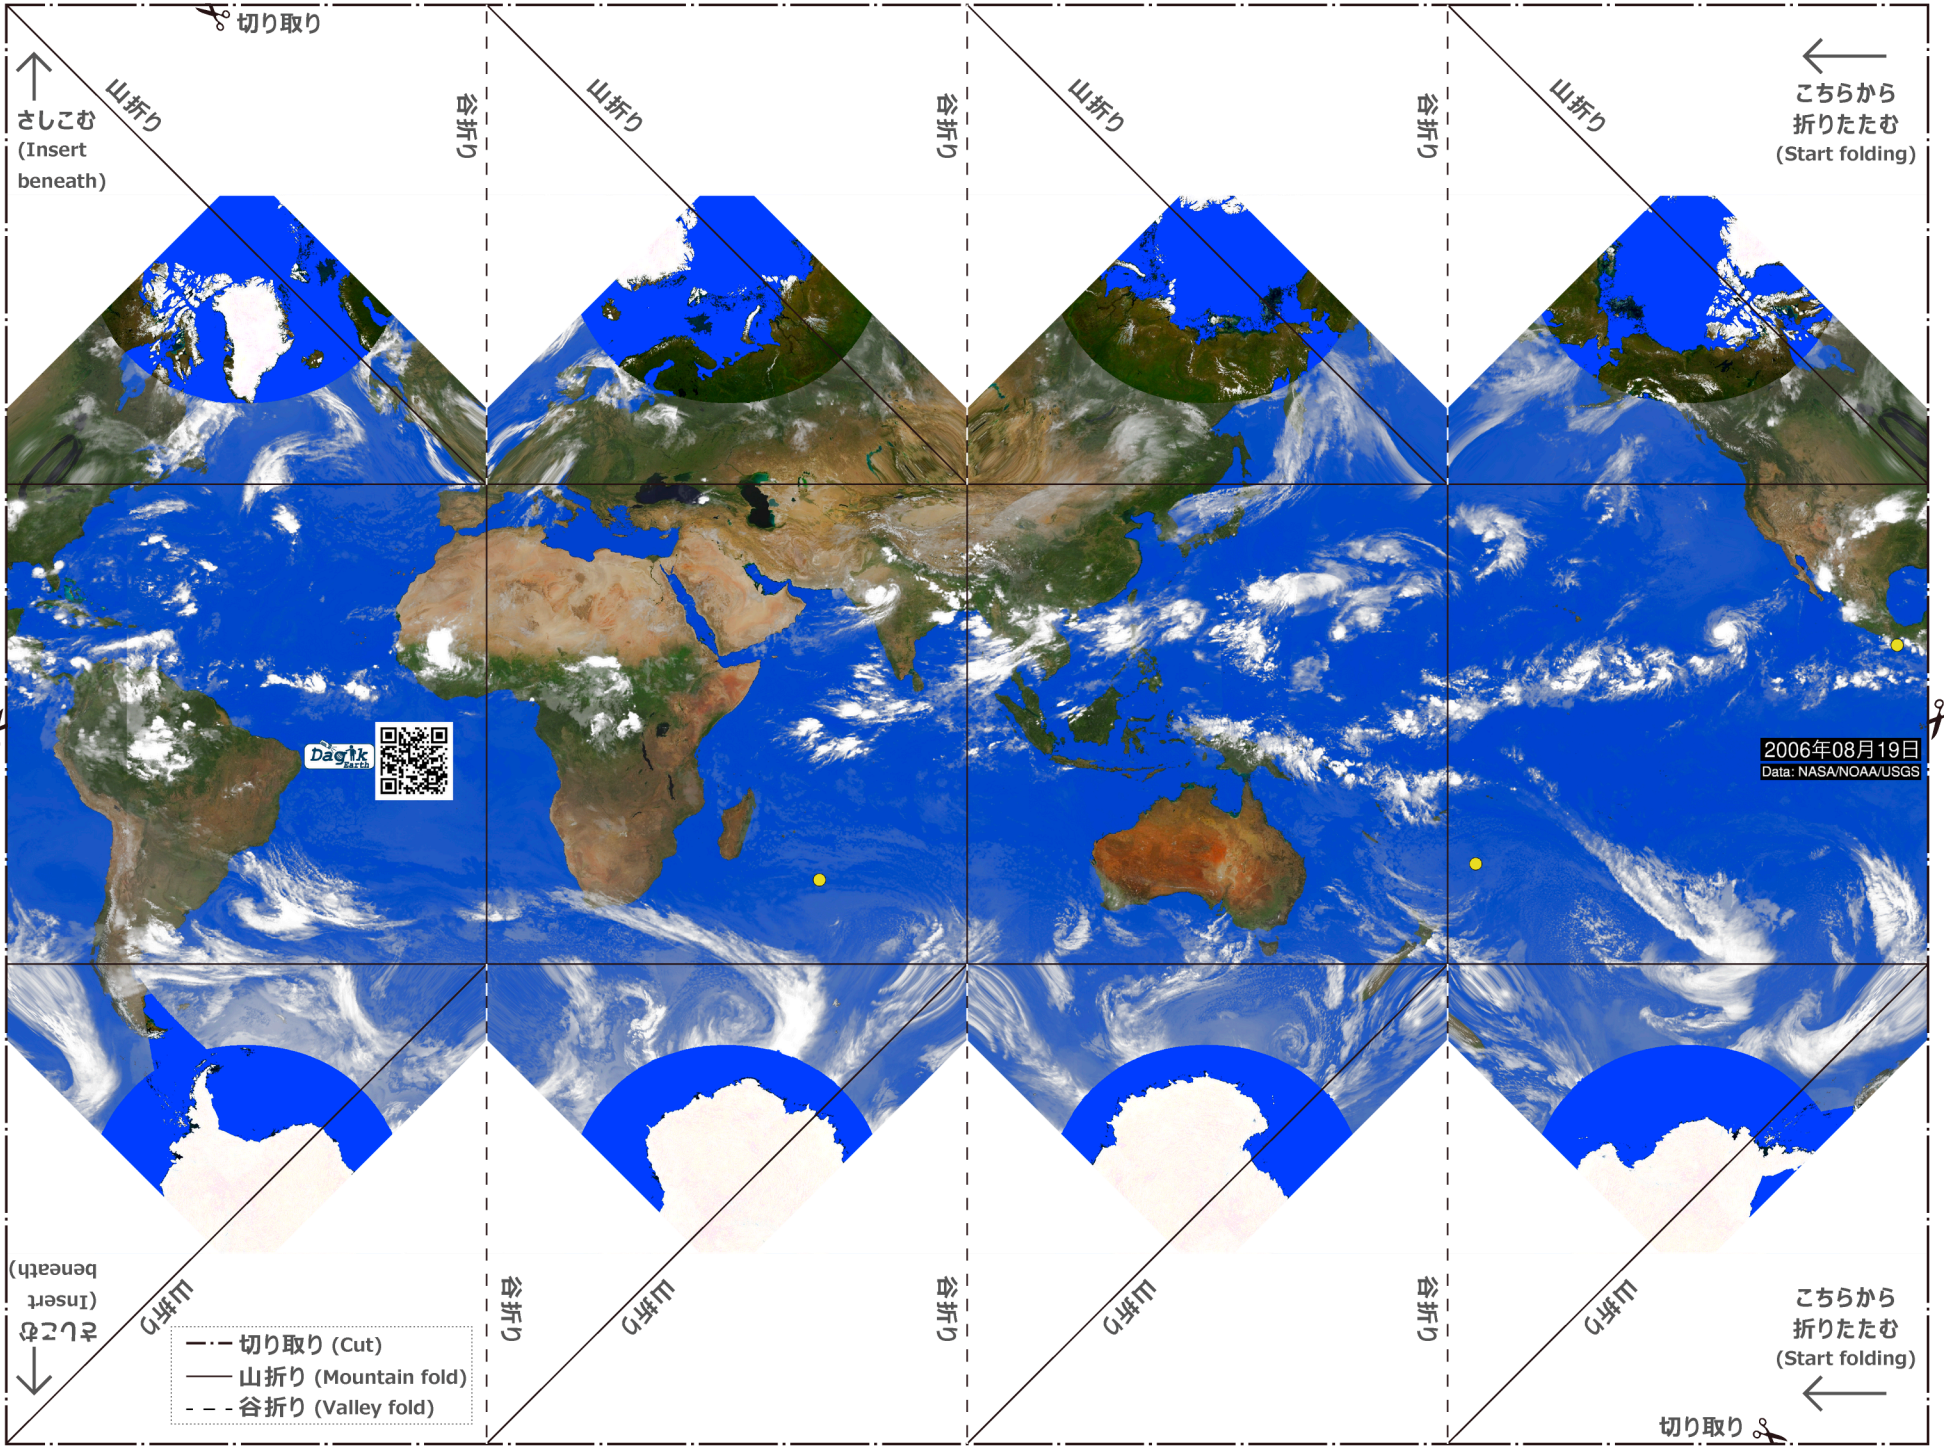 切り取り
山折り
谷折り
山折り
谷折り
山折り
谷折り
山折り
さしこむ
(Insert
beneath)
こちらから
折りたたむ
(Start folding)
Dagik
Earth
2006年08月19日
Data: NASA/NOAA/USGS
さしこむ
(Insert
beneath)
山折り
谷折り
山折り
谷折り
山折り
谷折り
山折り
こちらから
折りたたむ
(Start folding)
切り取り (Cut)
山折り (Mountain fold)
谷折り (Valley fold)
切り取り